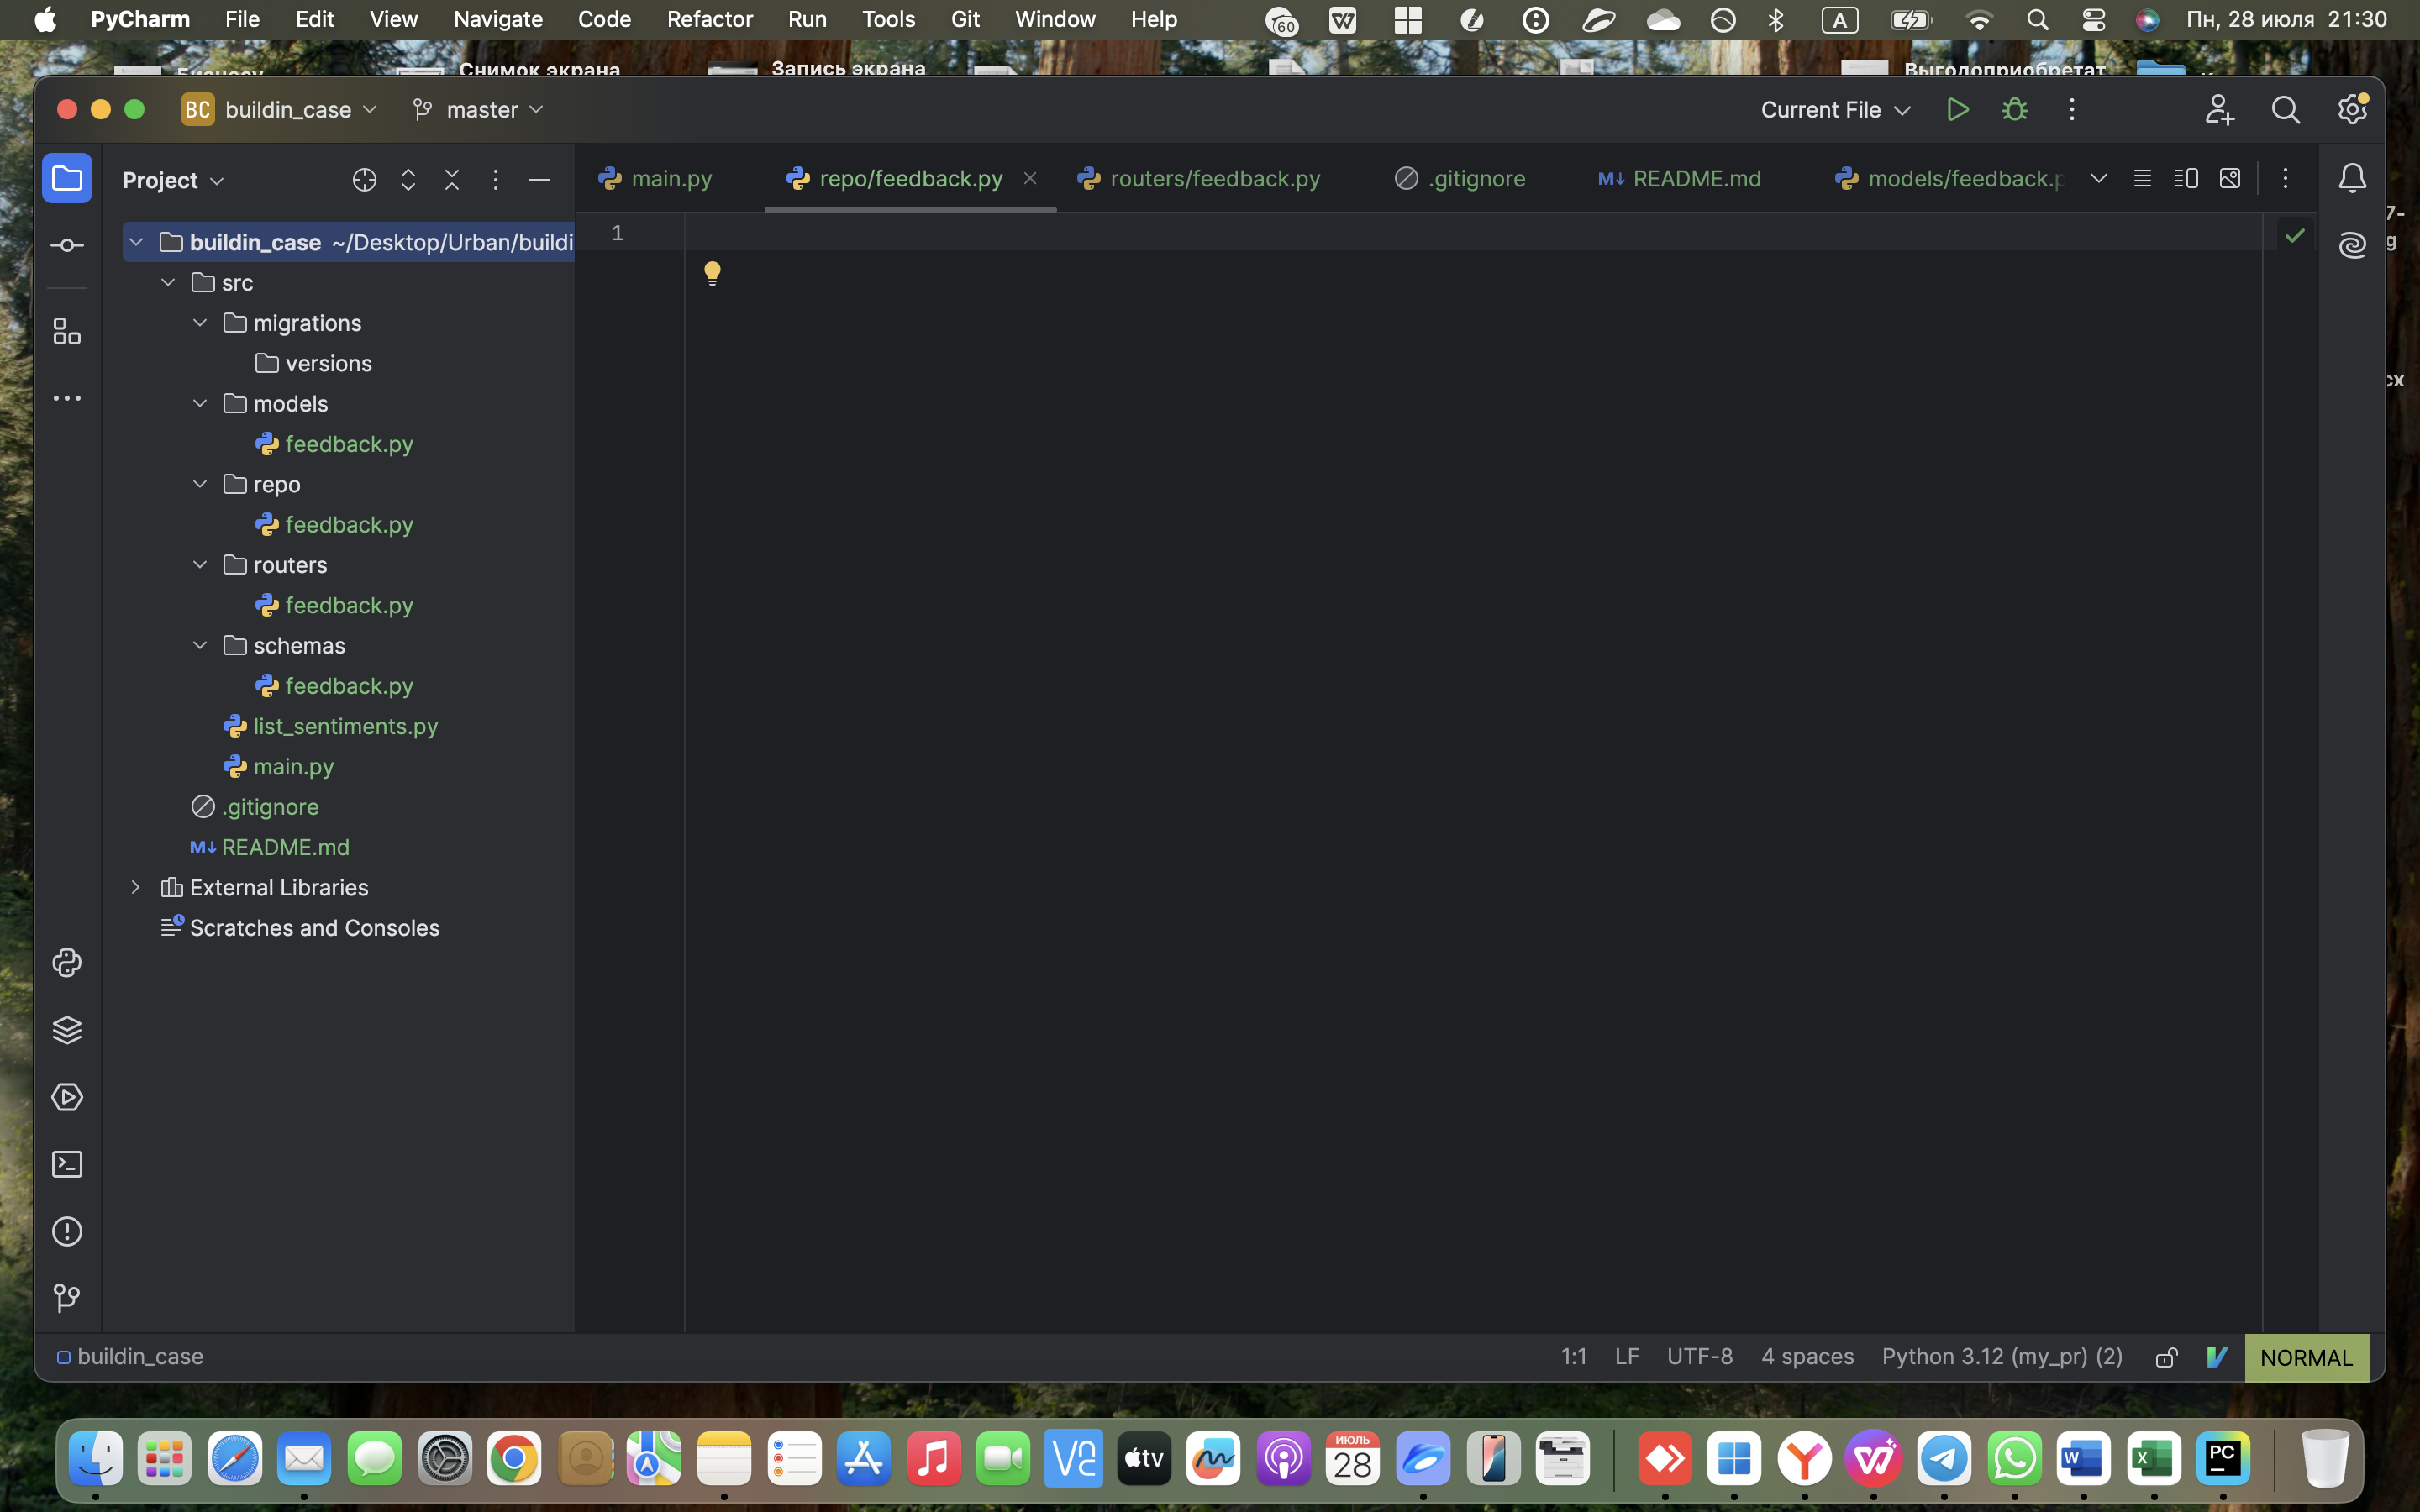 PyCharm File Edit View Navigate Code Refactor Run Tools Git Window Help 60 A Пн, 28 июля 21:30
Снимок экрана Запись экрана
BC buildin_case master Current File
Project main.py repo/feedback.py routers/feedback.py .gitignore M↓ README.md models/feedback.p
buildin_case ~/Desktop/Urban/buildi 1
src
migrations
versions
models
feedback.py
repo
feedback.py
routers
feedback.py
schemas
feedback.py
list_sentiments.py
main.py
.gitignore
M↓ README.md
External Libraries
Scratches and Consoles
buildin_case 1:1 LF UTF-8 4 spaces Python 3.12 (my_pr) (2) NORMAL
tv ИЮЛЬ 28 W X PC